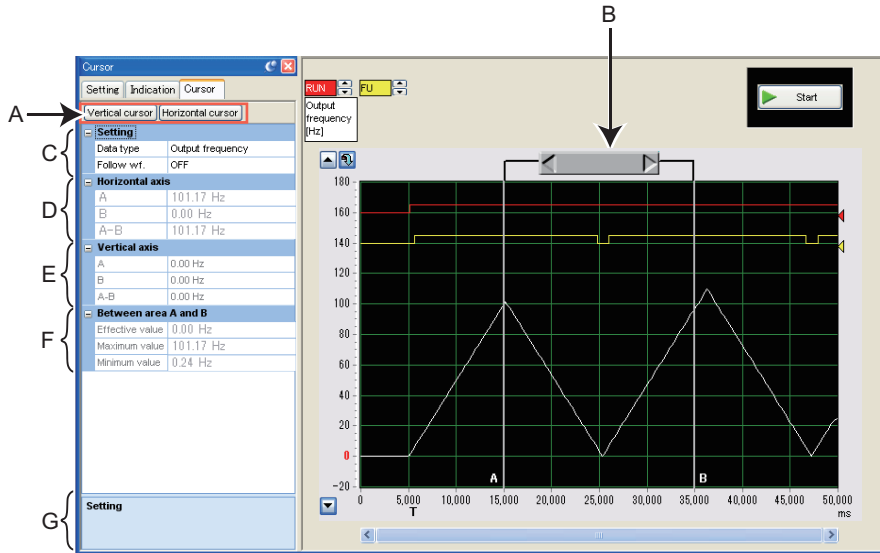 B
Cursor
Setting Indication Cursor
A
Vertical cursor Horizontal cursor
C
Setting
Data type Output frequency
Follow wf. OFF
D
Horizontal axis
A 101.17 Hz
B 0.00 Hz
A-B 101.17 Hz
E
Vertical axis
A 0.00 Hz
B 0.00 Hz
A-B 0.00 Hz
F
Between area A and B
Effective value 0.00 Hz
Maximum value 101.17 Hz
Minimum value 0.24 Hz
G
Setting
RUN FU
Output
frequency
[Hz]
Start
180
160
140
120
100
80
60
40
20
0
-20
A B
0 5,000 10,000 15,000 20,000 25,000 30,000 35,000 40,000 45,000 50,000
T
ms